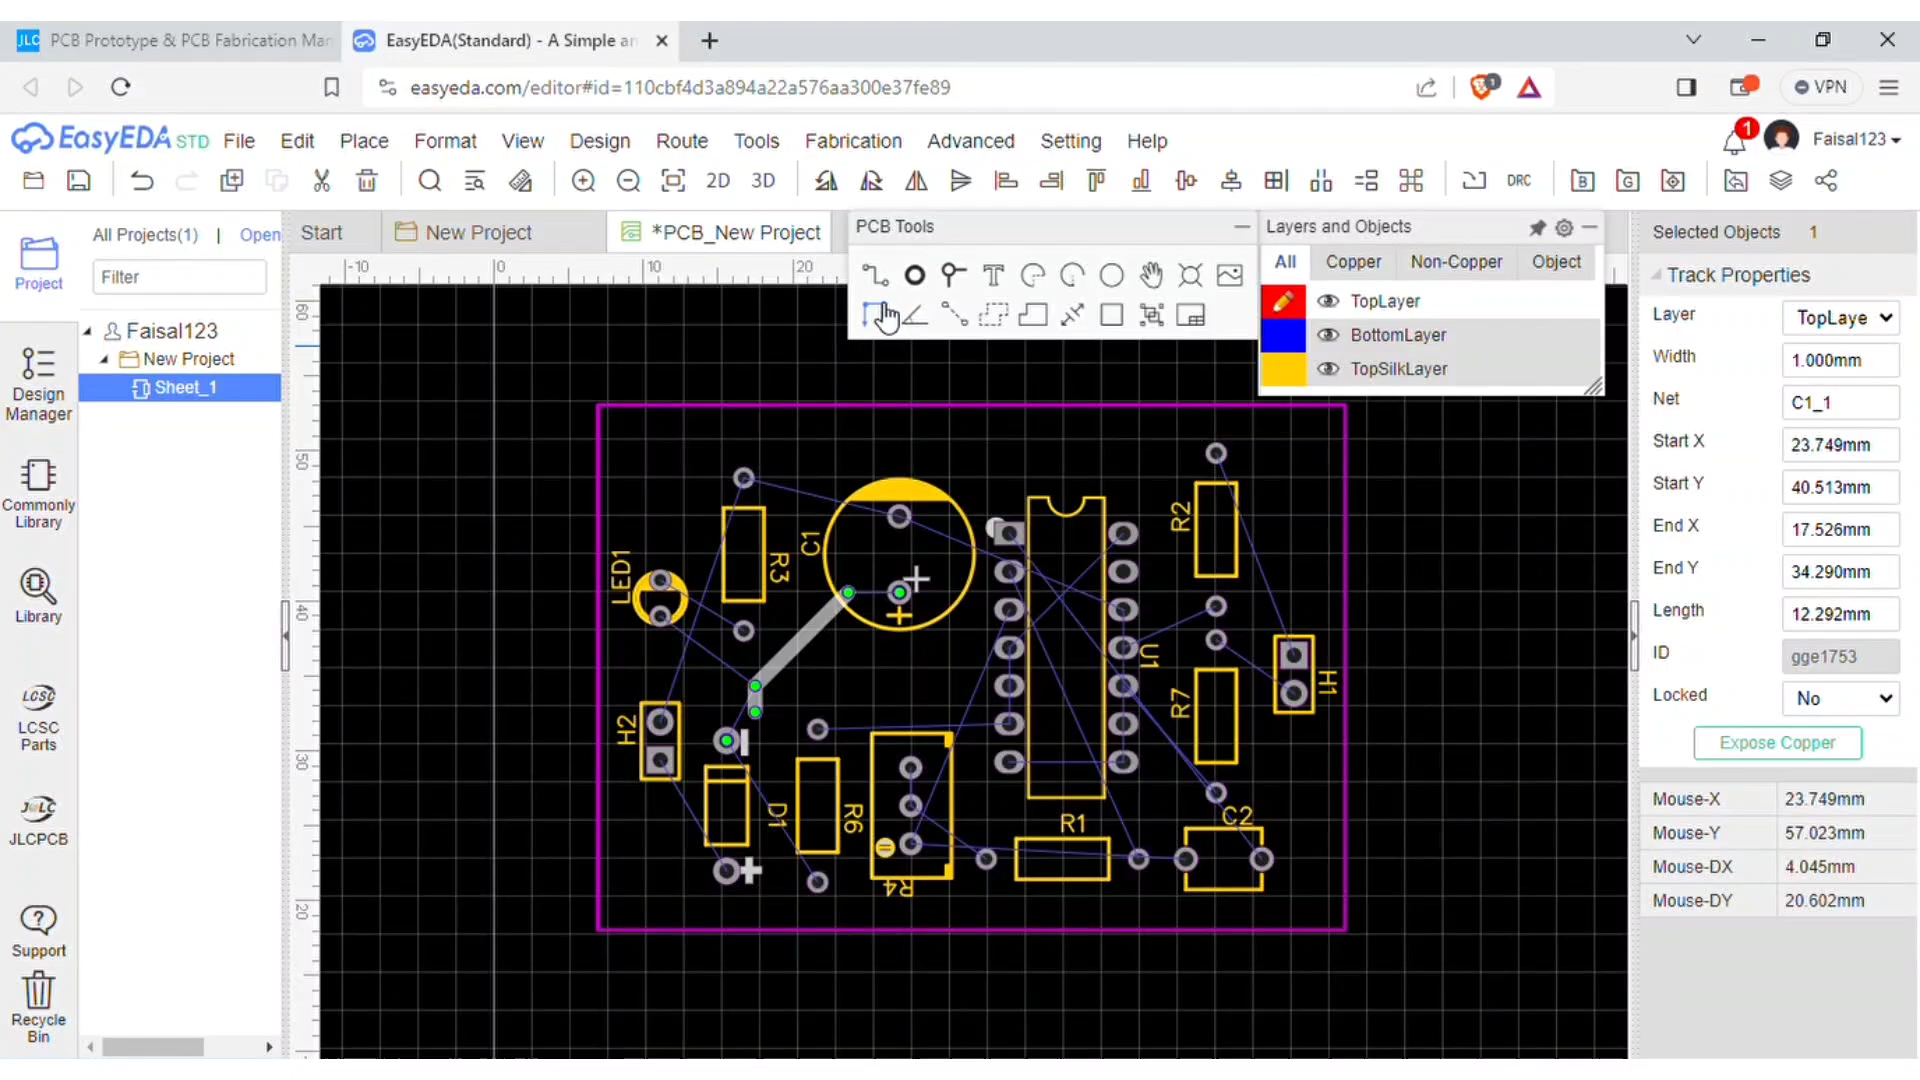 JLC PCB Prototype & PCB Fabrication Man
EasyEDA(Standard) - A Simple an
easyeda.com/editor#id=110cbf4d3a894a22a576aa300e37fe89
1
VPN
EasyEDA STD File Edit Place Format View Design Route Tools Fabrication Advanced Setting Help
1
Faisal123
2D 3D
DRC
B G
Project
Design Manager
Commonly Library
Library
LCSC
LCSC Parts
JLCPCB
Support
Recycle Bin
All Projects(1) | Open
Filter
Faisal123
New Project
Sheet_1
Start New Project *PCB_New Project
PCB Tools
Layers and Objects
All Copper Non-Copper Object
TopLayer
BottomLayer
TopSilkLayer
-10 0 10 20
60
50
40
30
20
LED1
R3
C1
R2
U1
H1
H2
R7
D1
R6
R4
R1
C2
Selected Objects 1
Track Properties
Layer TopLaye
Width 1.000mm
Net C1_1
Start X 23.749mm
Start Y 40.513mm
End X 17.526mm
End Y 34.290mm
Length 12.292mm
ID gge1753
Locked No
Expose Copper
Mouse-X 23.749mm
Mouse-Y 57.023mm
Mouse-DX 4.045mm
Mouse-DY 20.602mm